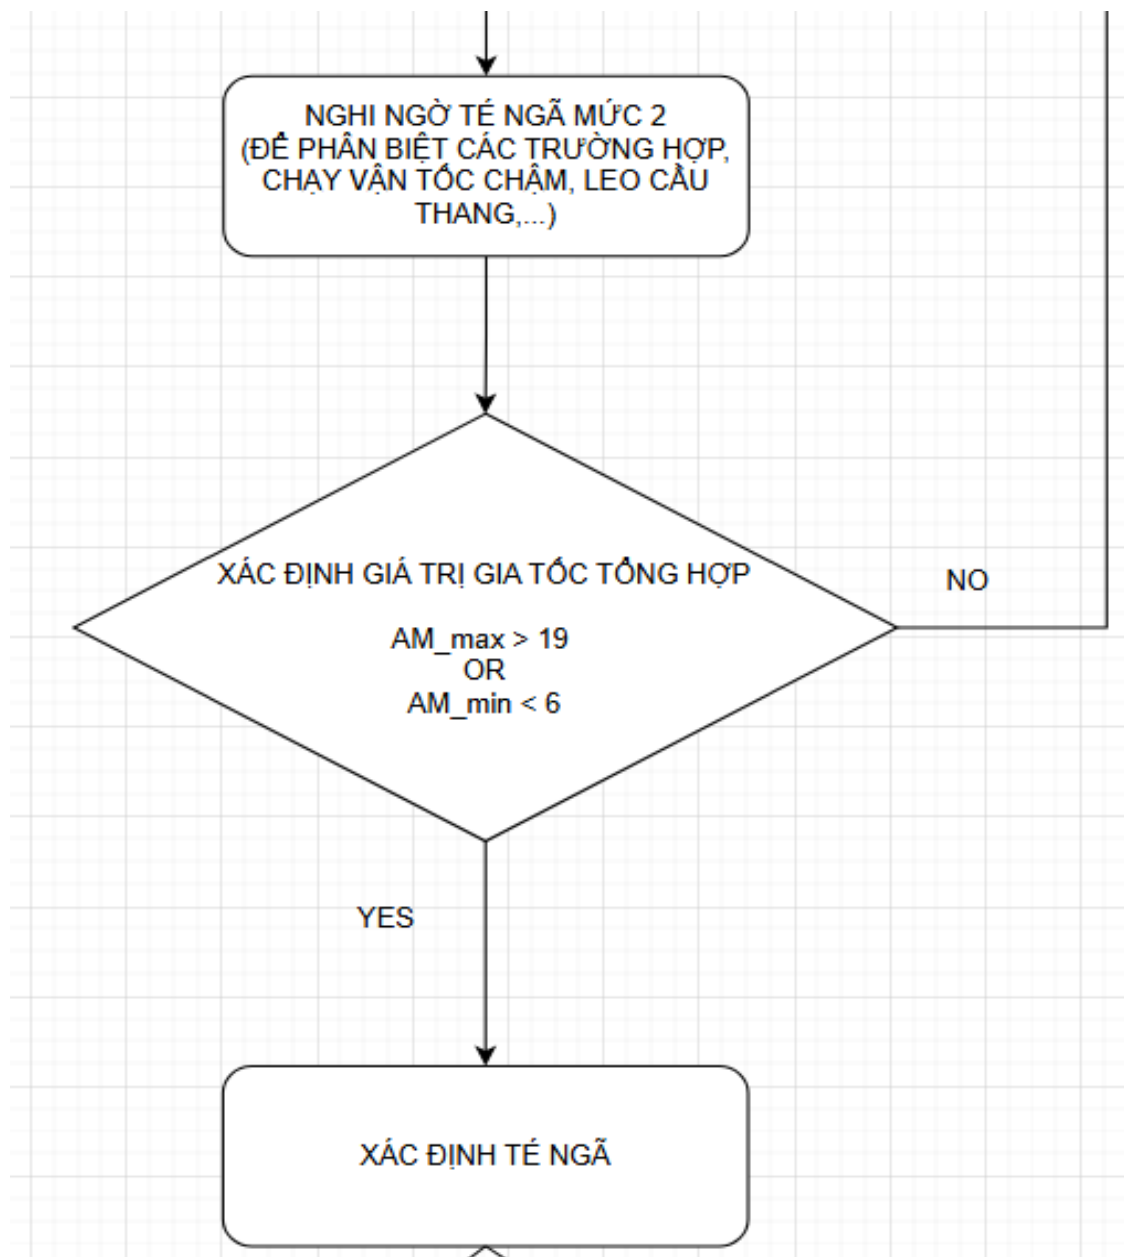 NGHI NGỜ TÉ NGÃ MỨC 2
(ĐỂ PHÂN BIỆT CÁC TRƯỜNG HỢP,
CHẠY VẬN TỐC CHẬM, LEO CẦU
THANG,...)
XÁC ĐỊNH GIÁ TRỊ GIA TỐC TỔNG HỢP
AM_max > 19
OR
AM_min < 6
NO
YES
XÁC ĐỊNH TÉ NGÃ